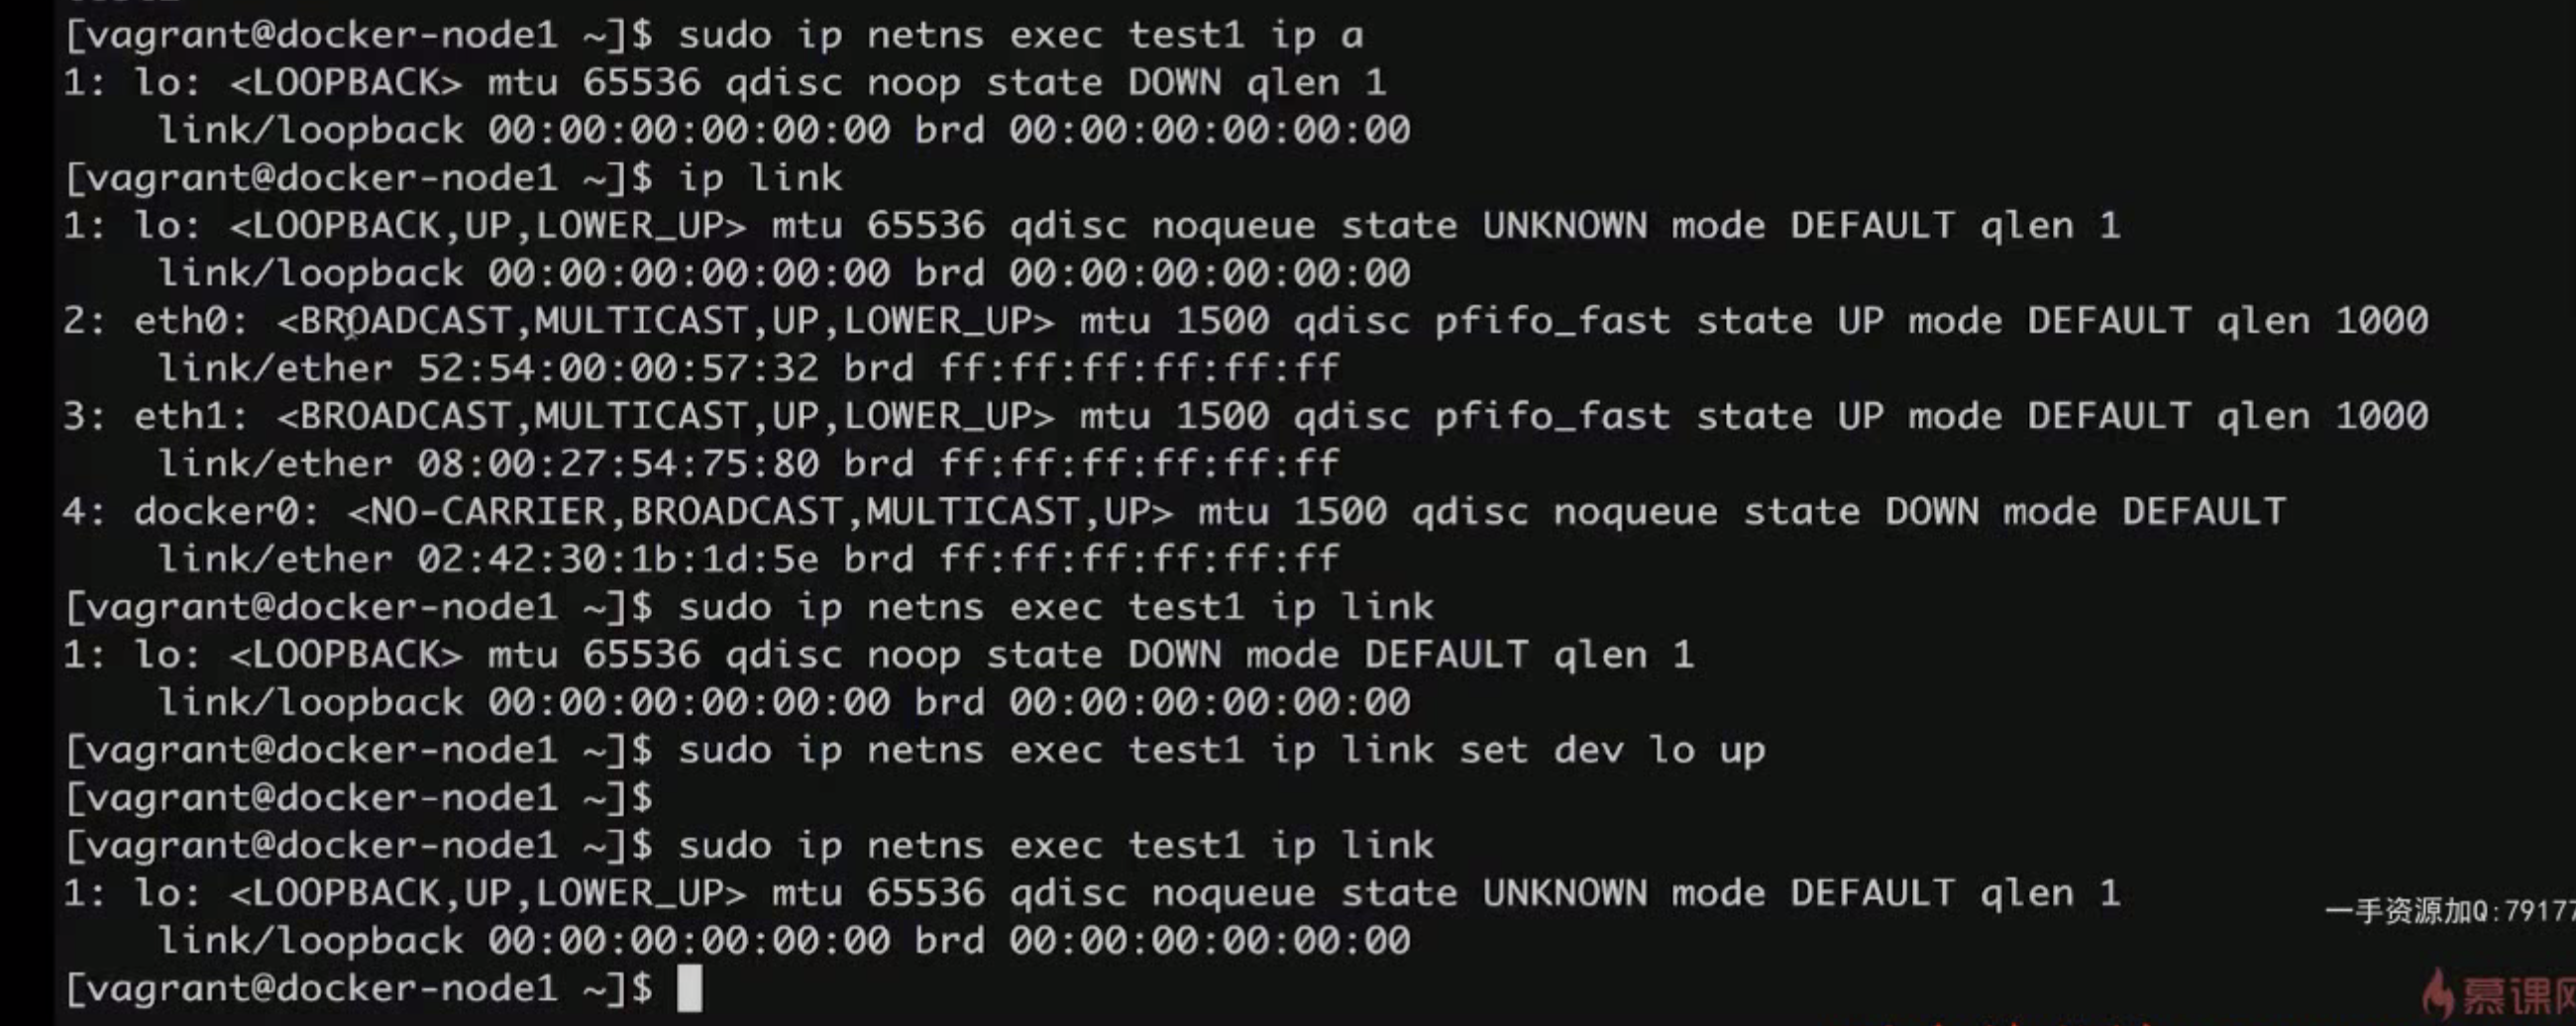 [vagrant@docker-node1 ~]$ sudo ip netns exec test1 ip a
1: lo: <LOOPBACK> mtu 65536 qdisc noop state DOWN qlen 1
    link/loopback 00:00:00:00:00:00 brd 00:00:00:00:00:00
[vagrant@docker-node1 ~]$ ip link
1: lo: <LOOPBACK,UP,LOWER_UP> mtu 65536 qdisc noqueue state UNKNOWN mode DEFAULT qlen 1
    link/loopback 00:00:00:00:00:00 brd 00:00:00:00:00:00
2: eth0: <BROADCAST,MULTICAST,UP,LOWER_UP> mtu 1500 qdisc pfifo_fast state UP mode DEFAULT qlen 1000
    link/ether 52:54:00:00:57:32 brd ff:ff:ff:ff:ff:ff
3: eth1: <BROADCAST,MULTICAST,UP,LOWER_UP> mtu 1500 qdisc pfifo_fast state UP mode DEFAULT qlen 1000
    link/ether 08:00:27:54:75:80 brd ff:ff:ff:ff:ff:ff
4: docker0: <NO-CARRIER,BROADCAST,MULTICAST,UP> mtu 1500 qdisc noqueue state DOWN mode DEFAULT
    link/ether 02:42:30:1b:1d:5e brd ff:ff:ff:ff:ff:ff
[vagrant@docker-node1 ~]$ sudo ip netns exec test1 ip link
1: lo: <LOOPBACK> mtu 65536 qdisc noop state DOWN mode DEFAULT qlen 1
    link/loopback 00:00:00:00:00:00 brd 00:00:00:00:00:00
[vagrant@docker-node1 ~]$ sudo ip netns exec test1 ip link set dev lo up
[vagrant@docker-node1 ~]$
[vagrant@docker-node1 ~]$ sudo ip netns exec test1 ip link
1: lo: <LOOPBACK,UP,LOWER_UP> mtu 65536 qdisc noqueue state UNKNOWN mode DEFAULT qlen 1
    link/loopback 00:00:00:00:00:00 brd 00:00:00:00:00:00
[vagrant@docker-node1 ~]$
一手资源加Q:79177
慕课网